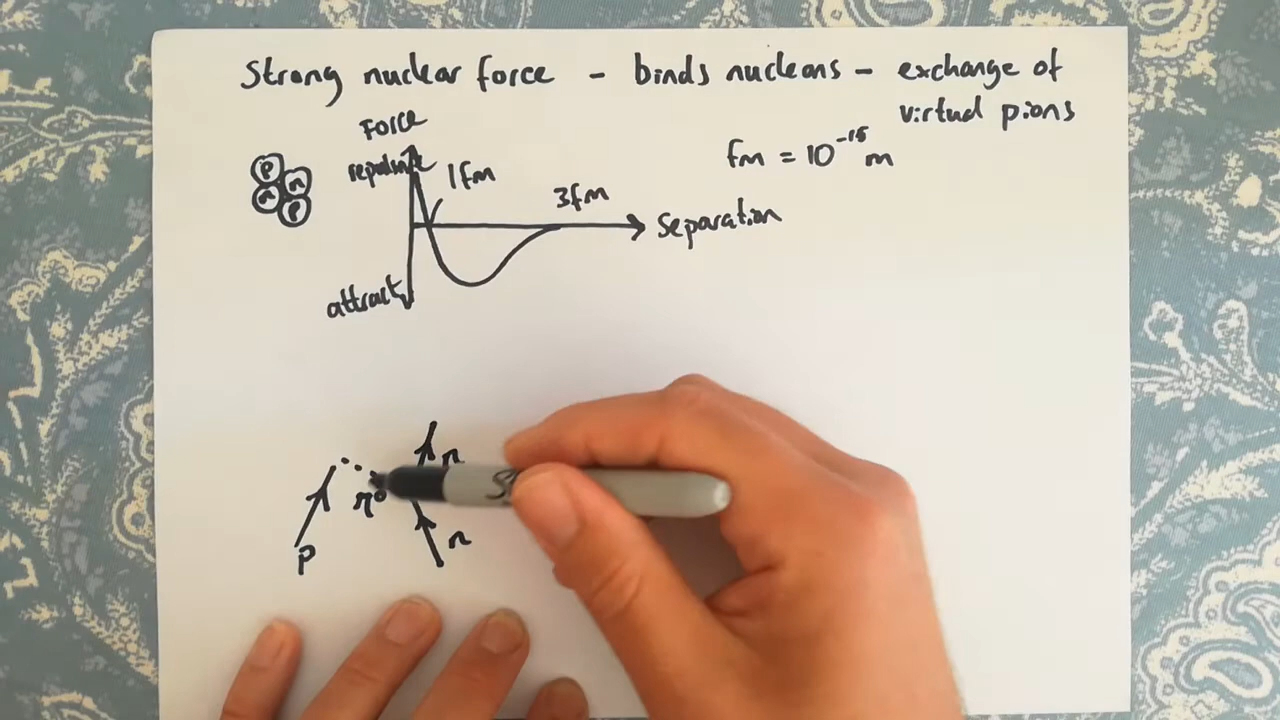 Strong nuclear force - binds nucleons - exchange of
virtual pions
Force
repulsive
1fm
3fm
fm = 10⁻¹⁵ m
Separation
attract
p
n
n
p
n
π⁰
p
n